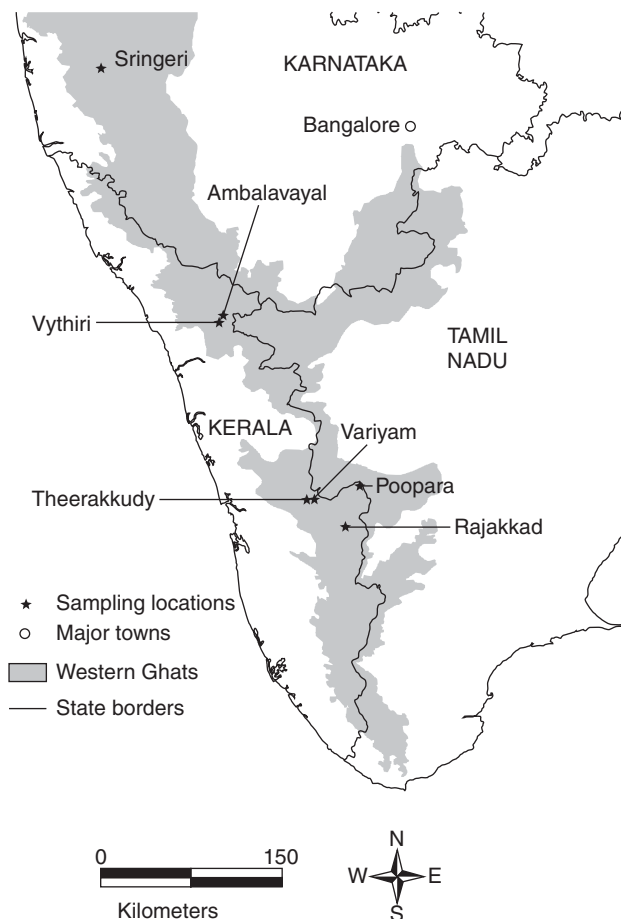 Sringeri
KARNATAKA
Bangalore
Ambalavayal
Vythiri
TAMIL
NADU
KERALA
Variyam
Theerakkudy
Poopara
Rajakkad
Sampling locations
Major towns
Western Ghats
State borders
0 150
Kilometers
N
W E
S